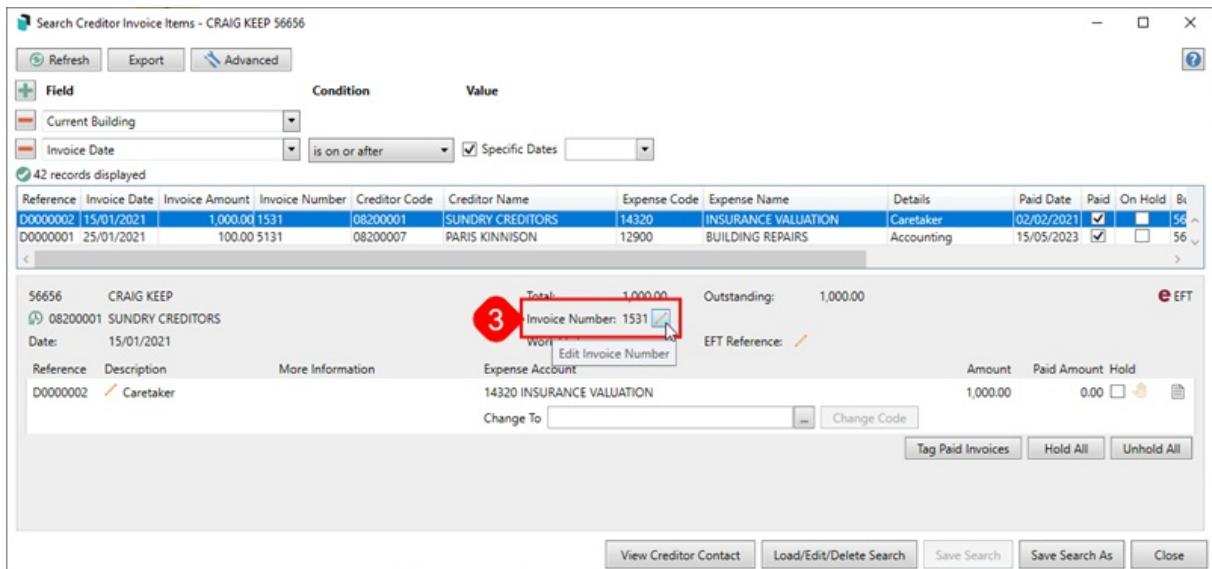 Search Creditor Invoice Items - CRAIG KEEP 56656
Refresh Export Advanced
Field Condition Value
Current Building
Invoice Date is on or after Specific Dates
42 records displayed
Reference Invoice Date Invoice Amount Invoice Number Creditor Code Creditor Name Expense Code Expense Name Details Paid Date Paid On Hold
D0000002 15/01/2021 1,000.00 1531 08200001 SUNDRY CREDITORS 14320 INSURANCE VALUATION Caretaker 02/02/2021 56
D0000001 25/01/2021 100.00 5131 08200007 PARIS KINNISON 12900 BUILDING REPAIRS Accounting 15/05/2023 56
56656 CRAIG KEEP Total: 1,000.00 Outstanding: 1,000.00 e EFT
08200001 SUNDRY CREDITORS 3 Invoice Number: 1531
Date: 15/01/2021 EFT Reference:
Edit Invoice Number
Reference Description More Information Expense Account Amount Paid Amount Hold
D0000002 Caretaker 14320 INSURANCE VALUATION 1,000.00 0.00
Change To ... Change Code
Tag Paid Invoices Hold All Unhold All
View Creditor Contact Load/Edit/Delete Search Save Search Save Search As Close